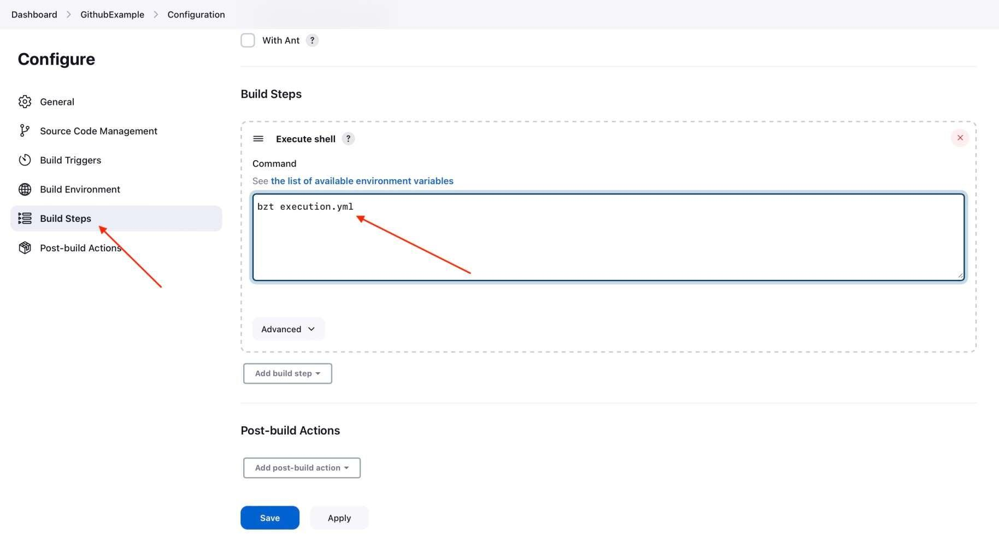 Dashboard > GithubExample > Configuration
With Ant ?
Configure
General
Source Code Management
Build Triggers
Build Environment
Build Steps
Post-build Actions
Build Steps
Execute shell ?
Command
See the list of available environment variables
bzt execution.yml
Advanced
Add build step
Post-build Actions
Add post-build action
Save
Apply